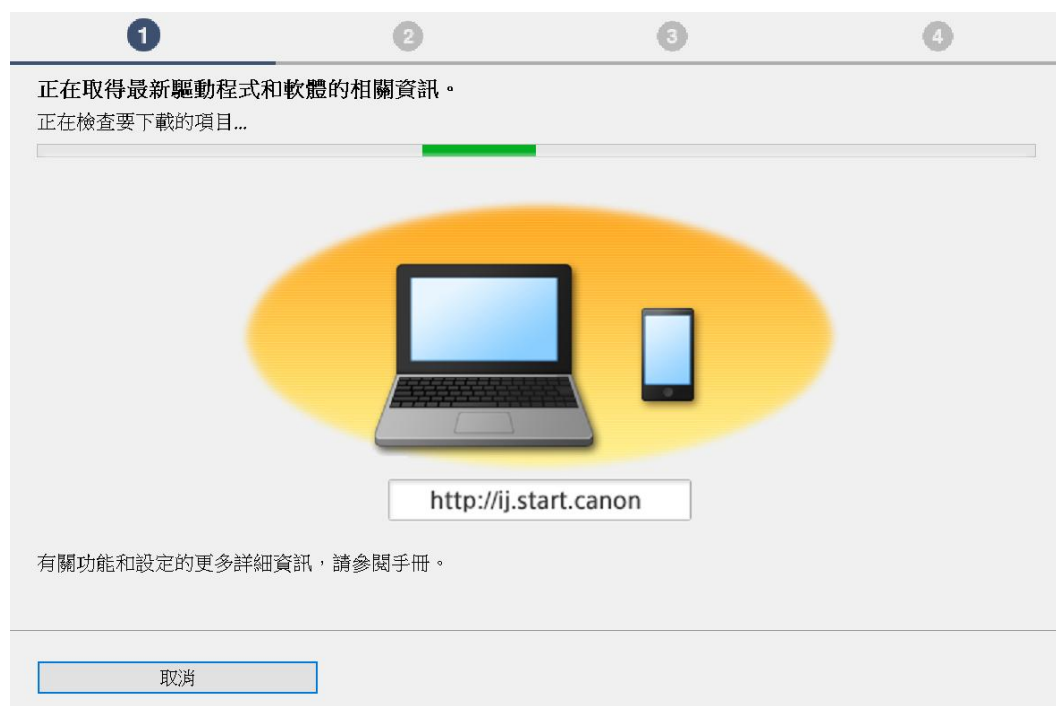 1 2 3 4
正在取得最新驅動程式和軟體的相關資訊。
正在檢查要下載的項目...
http://ij.start.canon
有關功能和設定的更多詳細資訊，請參閱手冊。
取消